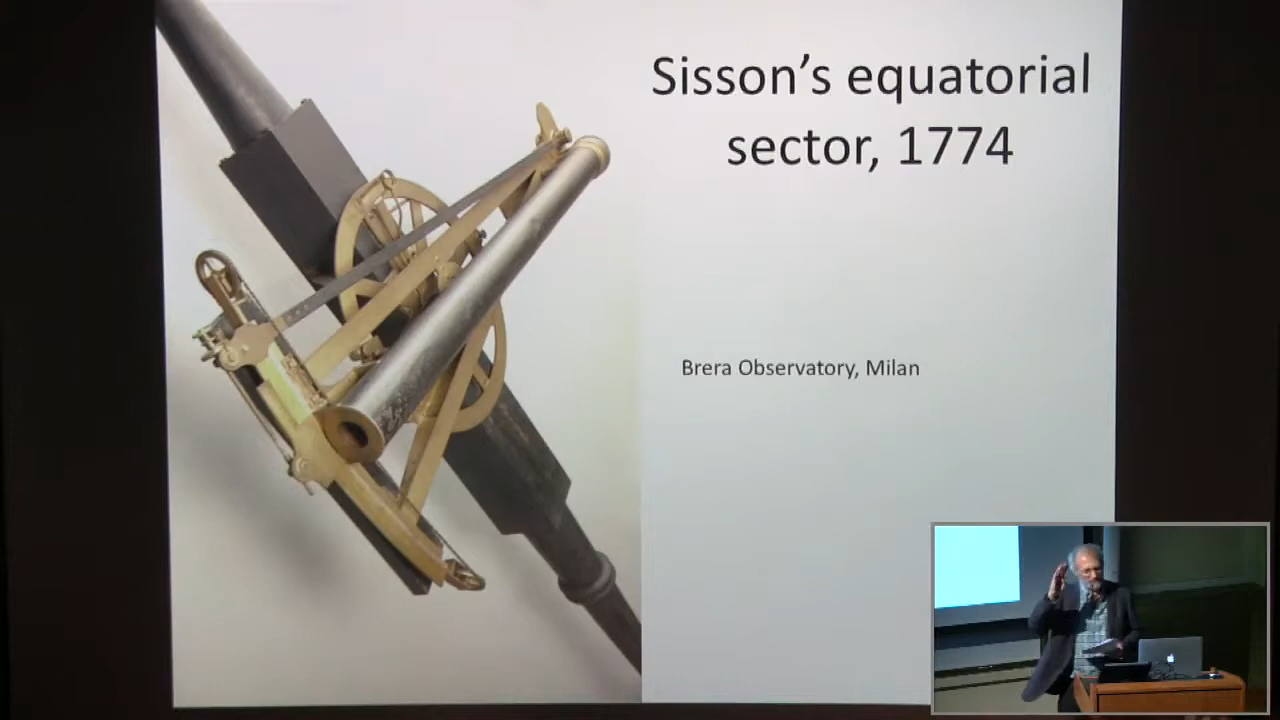 Sisson’s equatorial
sector, 1774
Brera Observatory, Milan